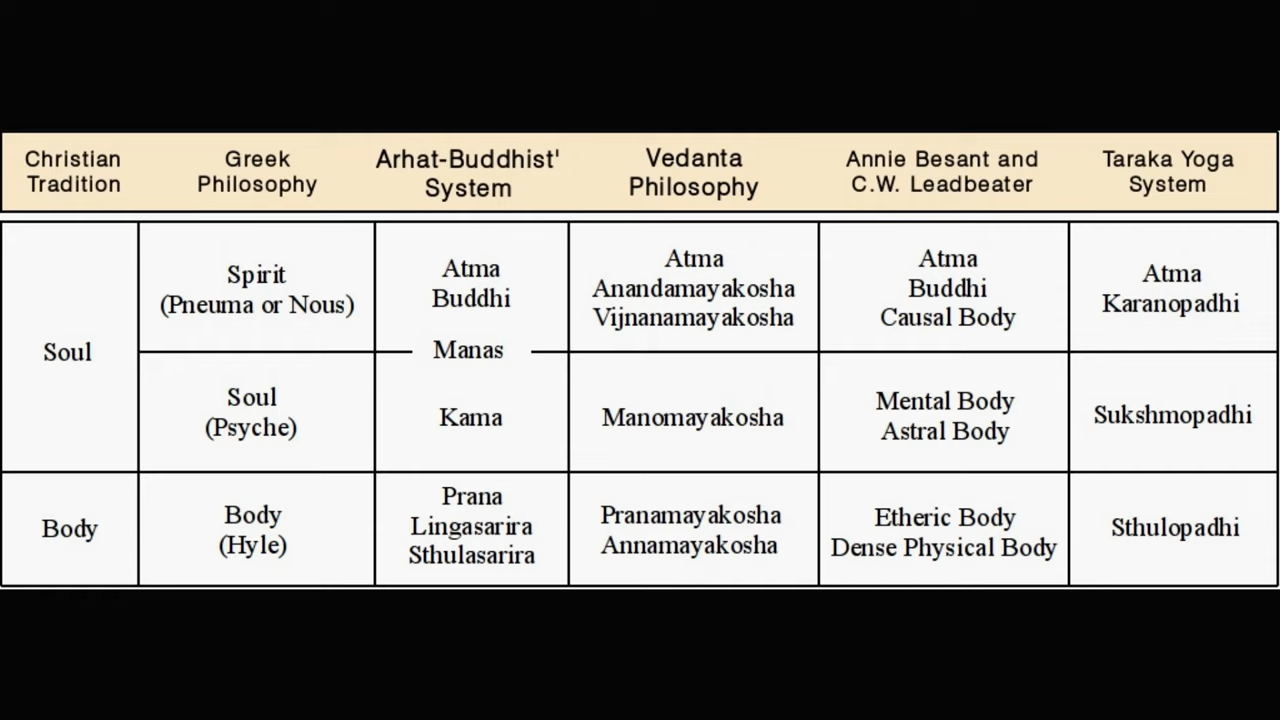 Christian
Tradition
Greek
Philosophy
Arhat-Buddhist'
System
Vedanta
Philosophy
Annie Besant and
C.W. Leadbeater
Taraka Yoga
System
Soul
Spirit
(Pneuma or Nous)
Atma
Buddhi
Manas
Atma
Anandamayakosha
Vijnanamayakosha
Atma
Buddhi
Causal Body
Atma
Karanopadhi
Soul
(Psyche)
Kama
Manomayakosha
Mental Body
Astral Body
Sukshmopadhi
Body
Body
(Hyle)
Prana
Lingasarira
Sthulasarira
Pranamayakosha
Annamayakosha
Etheric Body
Dense Physical Body
Sthulopadhi